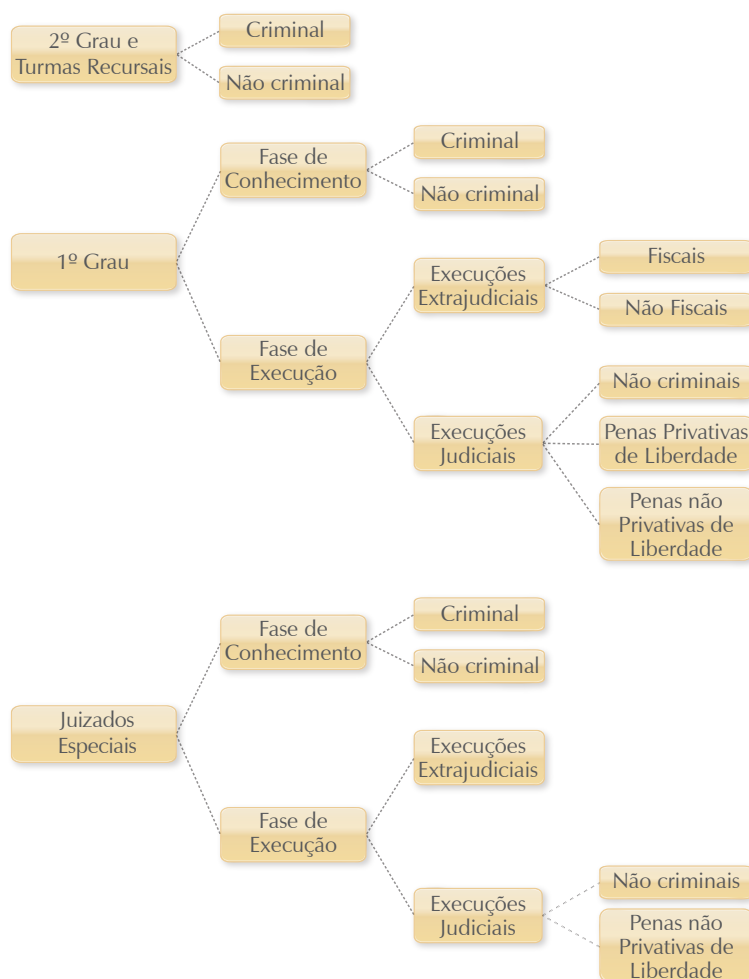 2º Grau e
Turmas Recursais
Criminal
Não criminal
1º Grau
Fase de
Conhecimento
Criminal
Não criminal
Fase de
Execução
Execuções
Extrajudiciais
Fiscais
Não Fiscais
Execuções
Judiciais
Não criminais
Penas Privativas
de Liberdade
Penas não
Privativas de
Liberdade
Juizados
Especiais
Fase de
Conhecimento
Criminal
Não criminal
Fase de
Execução
Execuções
Extrajudiciais
Execuções
Judiciais
Não criminais
Penas não
Privativas de
Liberdade